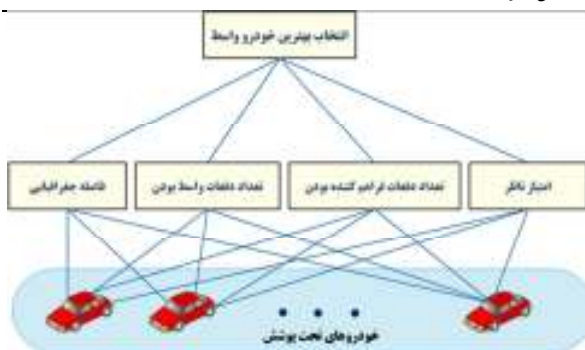 انتخاب بهترین خودرو واسط
امتیاز ناظر
تعداد دفعات فراهم کننده بودن
تعداد دفعات واسط بودن
فاصله جغرافیایی
خودروهای تحت پوشش